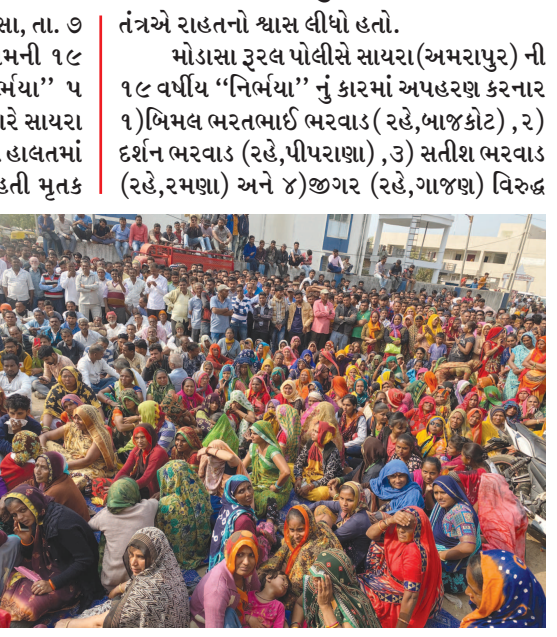 સા, તા. ૭
મની ૧૯
ર્ભયા'' પ
ારે સાયરા
હાલતમાં
હતી મૃતક
તંત્રએ રાહતનો શ્વાસ લીધો હતો.
મોડાસા રૂરલ પોલીસે સાયરા(અમરાપુર) ની
૧૯ વર્ષીય ‘‘નિર્ભયા’’ નું કારમાં અપહરણ કરનાર
૧)બિમલ ભરતભાઈ ભરવાડ( રહે,બાજકોટ) ,૨)
દર્શન ભરવાડ (રહે,પીપરાણા) ,૩) સતીશ ભરવાડ
(રહે,રમણા) અને ૪)જીગર (રહે,ગાજણ) વિરુદ્ધ